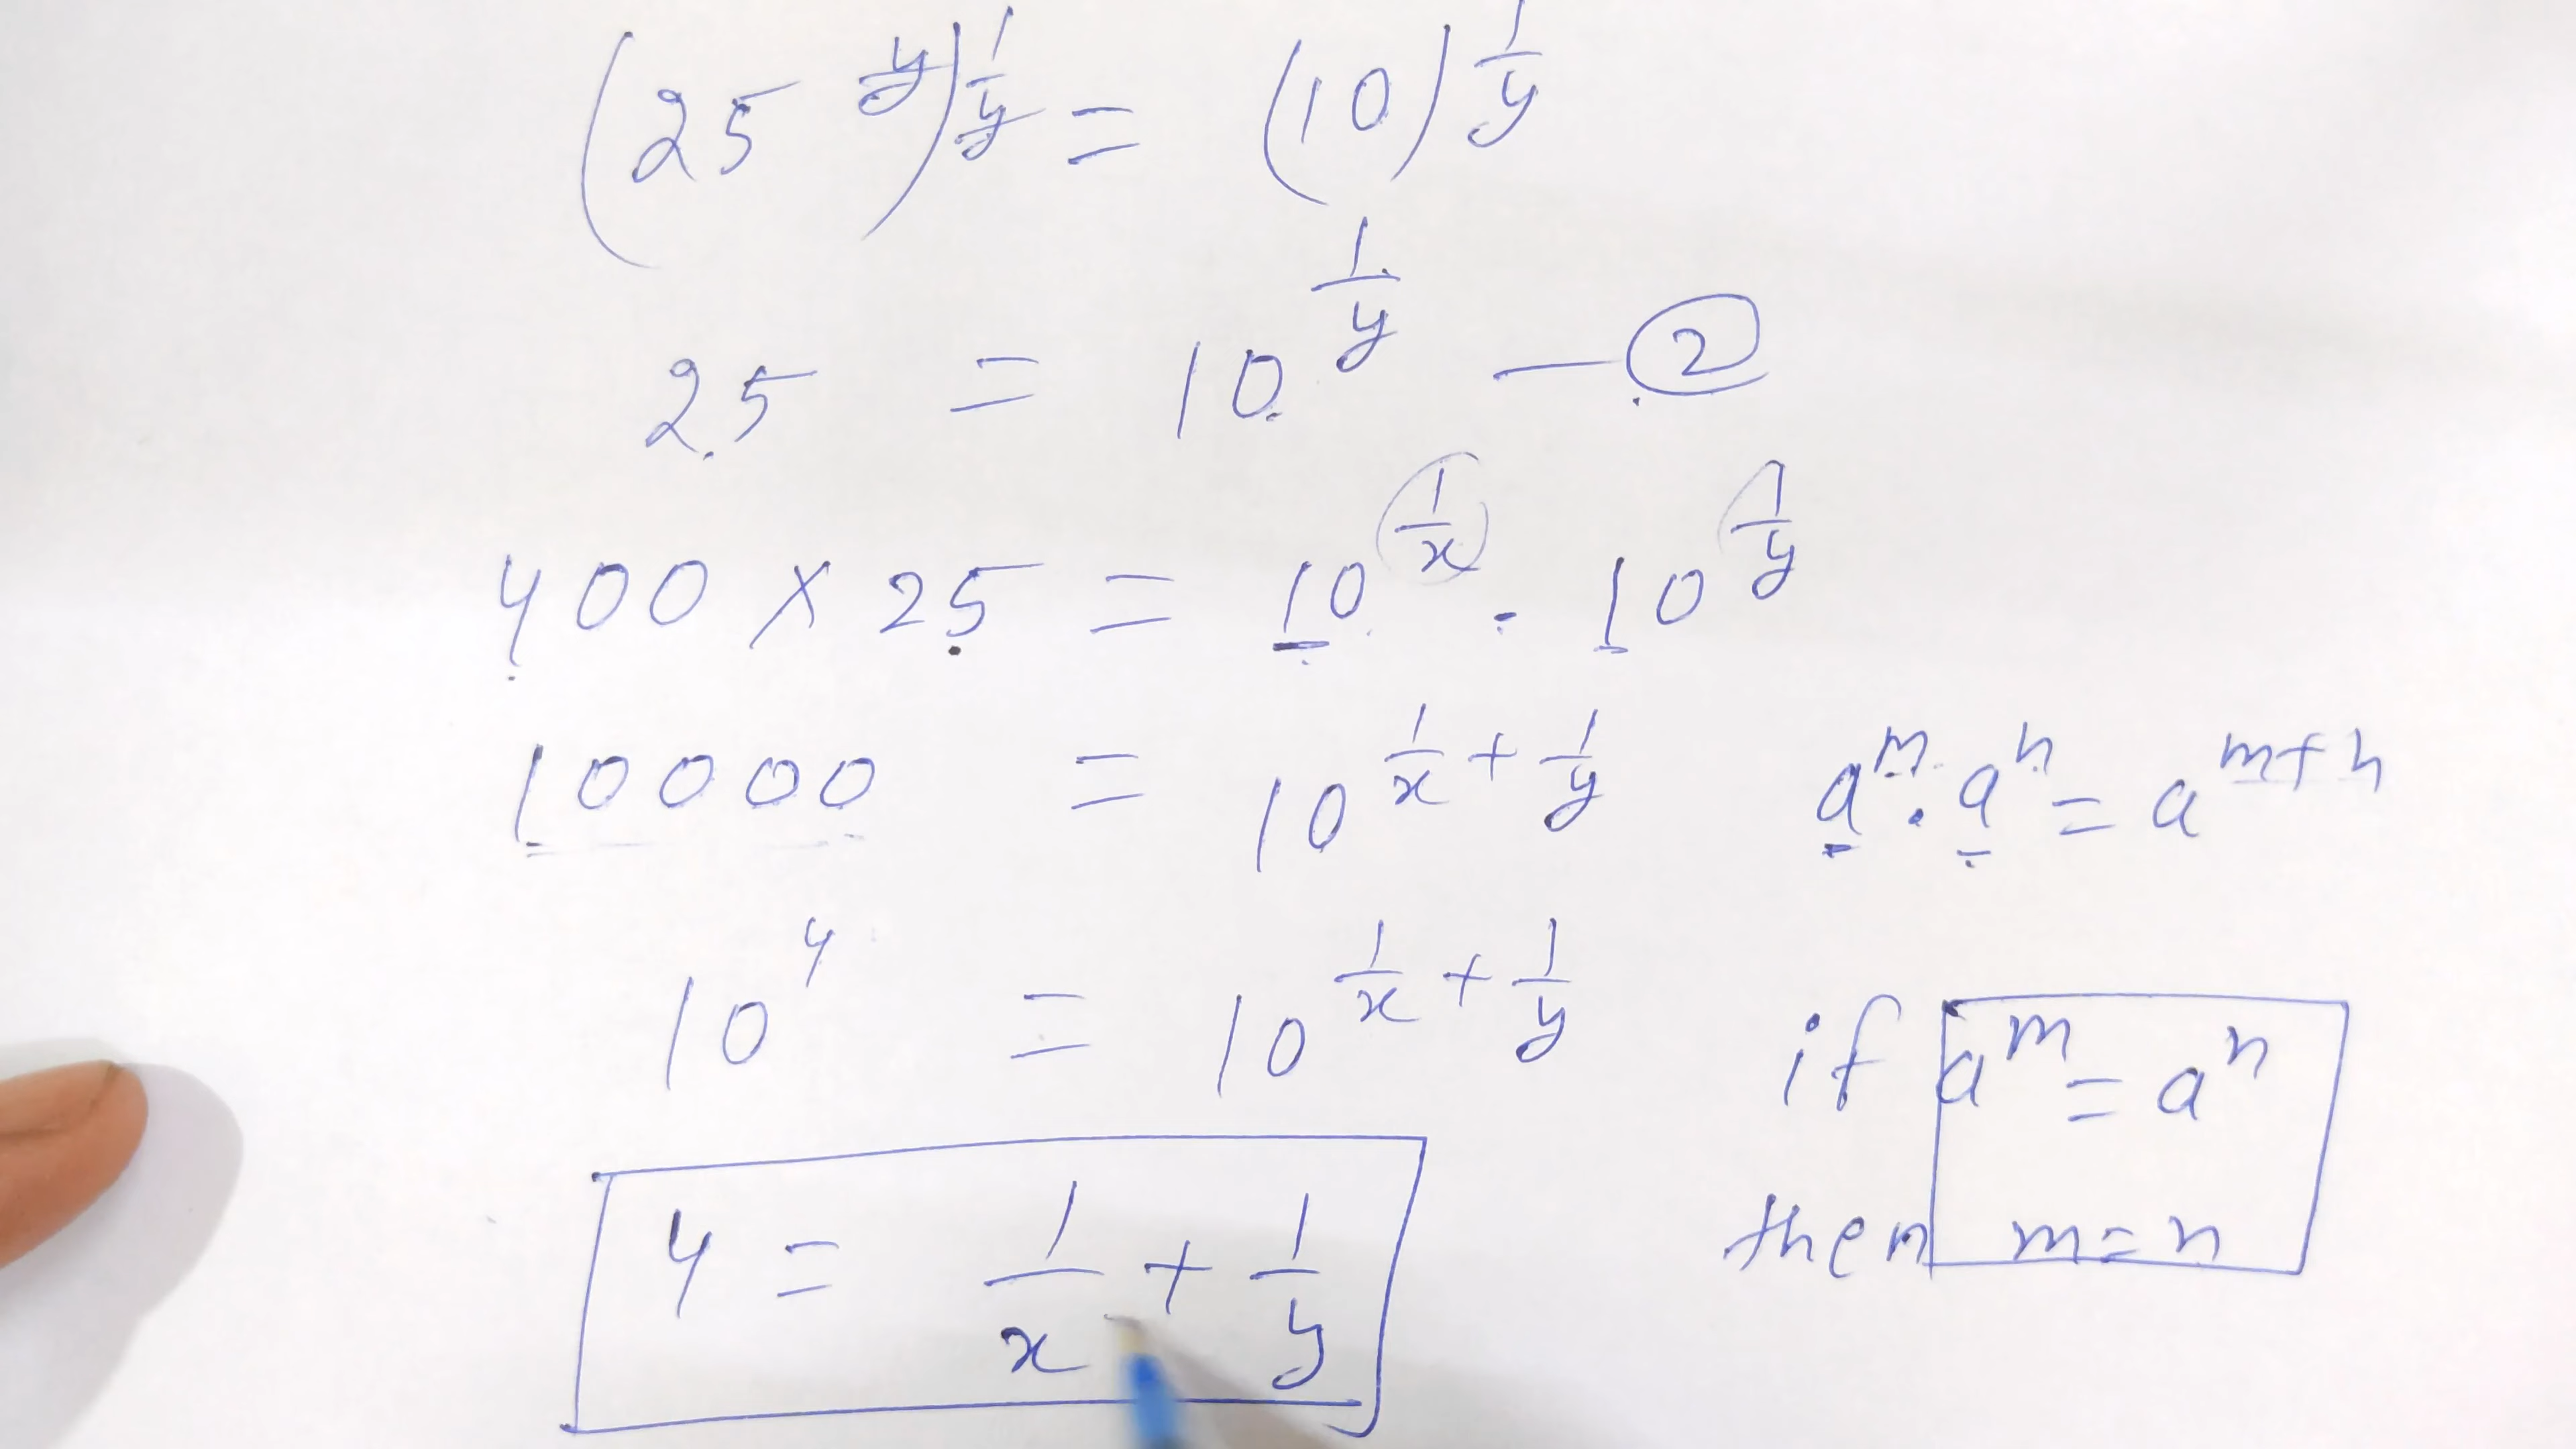 (25^y)^(1/y) = (10)^(1/y)
25 = 10^(1/y) — ②
400 × 25 = 10^(1/x) · 10^(1/y)
10000 = 10^(1/x + 1/y)
a^m · a^n = a^(m+n)
10^4 = 10^(1/x + 1/y)
if a^m = a^n
then m = n
4 = 1/x + 1/y